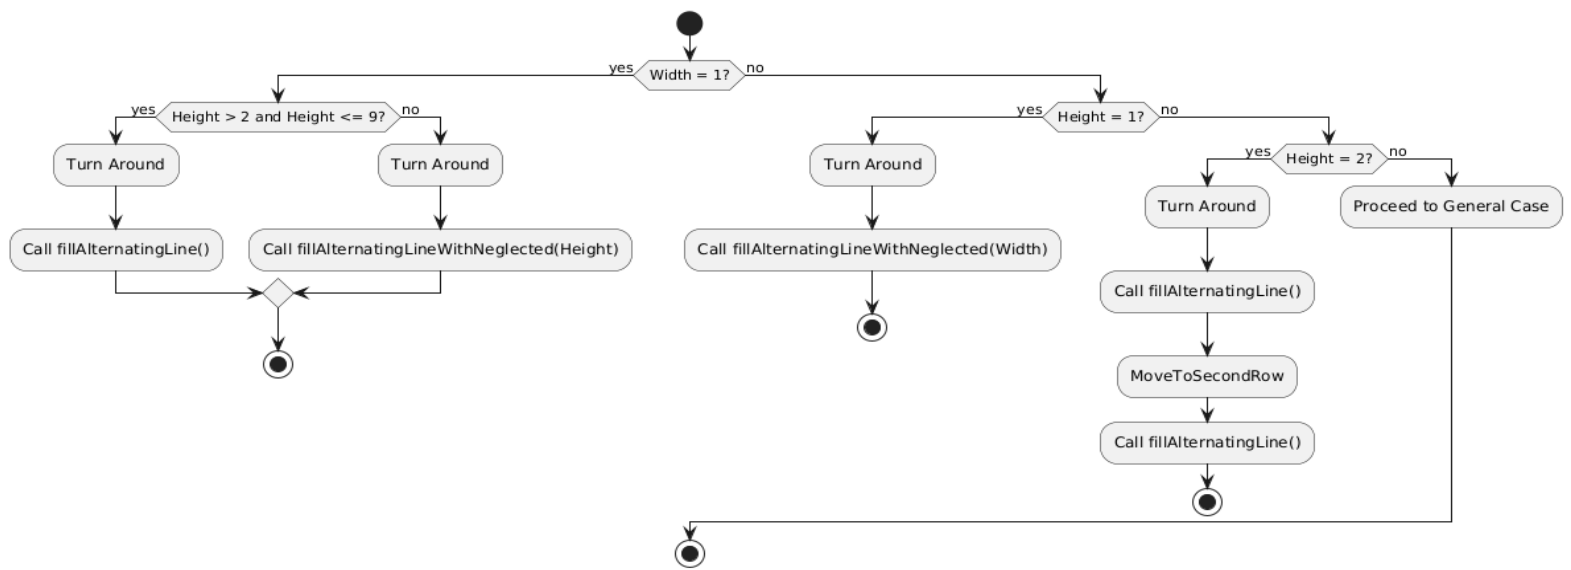 yes
Width = 1?
no
yes
Height > 2 and Height <= 9?
no
yes
Height = 1?
no
Turn Around
Turn Around
Turn Around
yes
Height = 2?
no
Turn Around
Proceed to General Case
Call fillAlternatingLine()
Call fillAlternatingLineWithNeglected(Height)
Call fillAlternatingLineWithNeglected(Width)
Call fillAlternatingLine()
MoveToSecondRow
Call fillAlternatingLine()